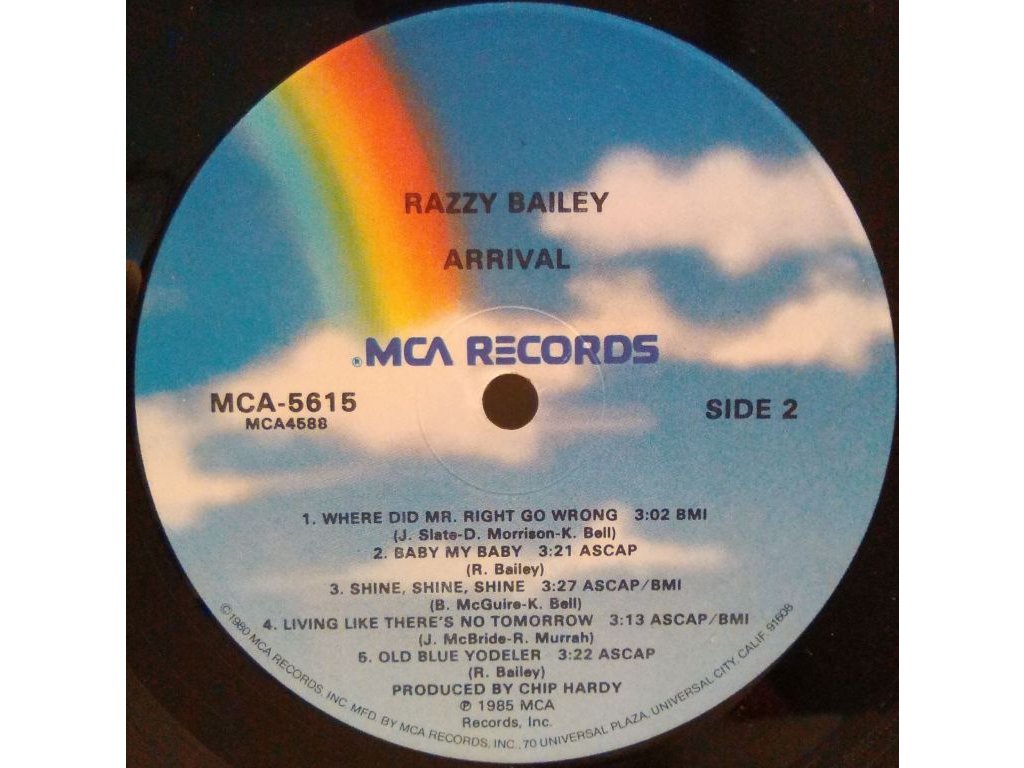 RAZZY BAILEY
ARRIVAL
®MCA RECORDS
MCA-5615
MCA4588
SIDE 2
1. WHERE DID MR. RIGHT GO WRONG 3:02 BMI
(J. Slate-D. Morrison-K. Bell)
2. BABY MY BABY 3:21 ASCAP
(R. Bailey)
3. SHINE, SHINE, SHINE 3:27 ASCAP/BMI
(B. McGuire-K. Bell)
4. LIVING LIKE THERE'S NO TOMORROW 3:13 ASCAP/BMI
(J. McBride-R. Murrah)
5. OLD BLUE YODELER 3:22 ASCAP
(R. Bailey)
PRODUCED BY CHIP HARDY
℗ 1985 MCA
Records, Inc.
©1980 MCA RECORDS, INC. MFD. BY MCA RECORDS, INC., 70 UNIVERSAL PLAZA, UNIVERSAL CITY, CALIF. 91608